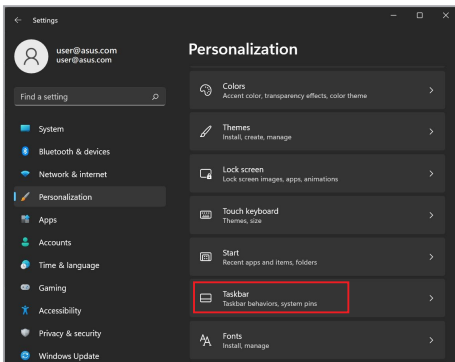 Settings
user@asus.com
user@asus.com
Find a setting
System
Bluetooth & devices
Network & internet
Personalization
Apps
Accounts
Time & language
Gaming
Accessibility
Privacy & security
Windows Update
Personalization
Colors
Accent color, transparency effects, color theme
Themes
Install, create, manage
Lock screen
Lock screen images, apps, animations
Touch keyboard
Themes, size
Start
Recent apps and items, folders
Taskbar
Taskbar behaviors, system pins
Fonts
Install, manage